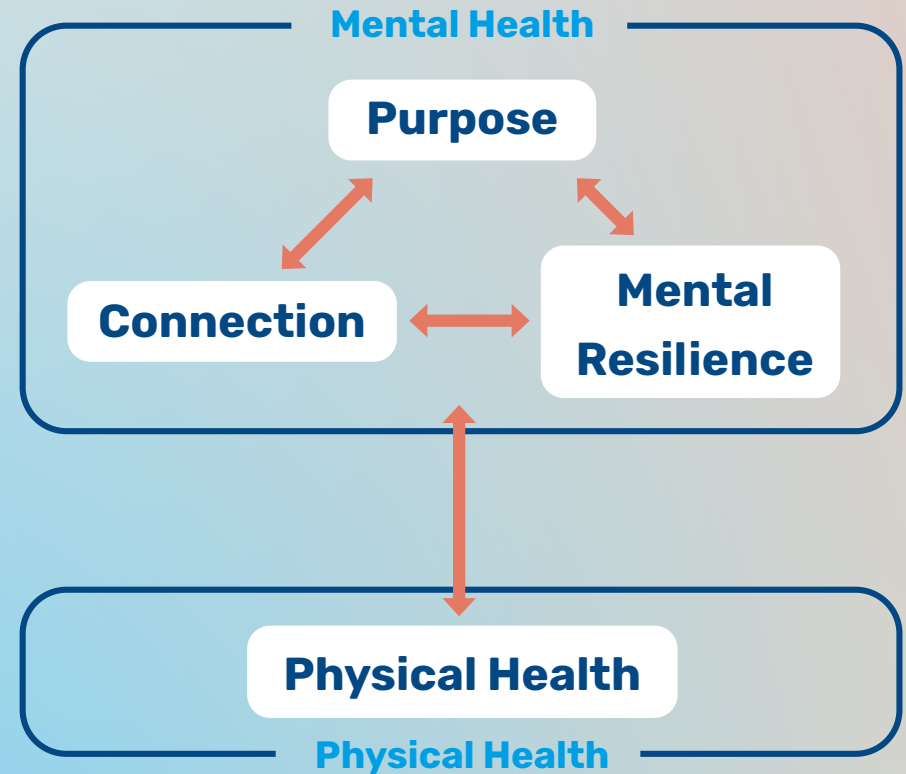 Mental Health
Purpose
Connection
Mental
Resilience
Physical Health
Physical Health